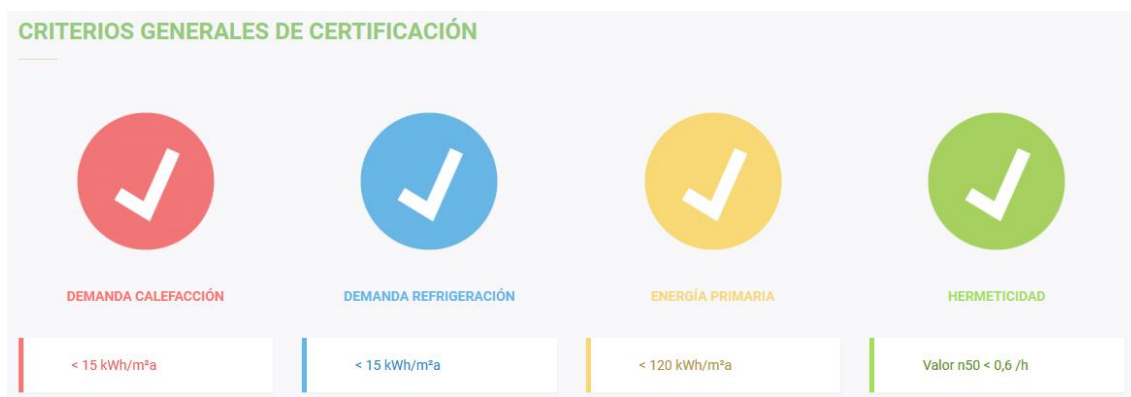 CRITERIOS GENERALES DE CERTIFICACIÓN
DEMANDA CALEFACCIÓN
DEMANDA REFRIGERACIÓN
ENERGÍA PRIMARIA
HERMETICIDAD
< 15 kWh/m²a
< 15 kWh/m²a
< 120 kWh/m²a
Valor n50 < 0,6 /h